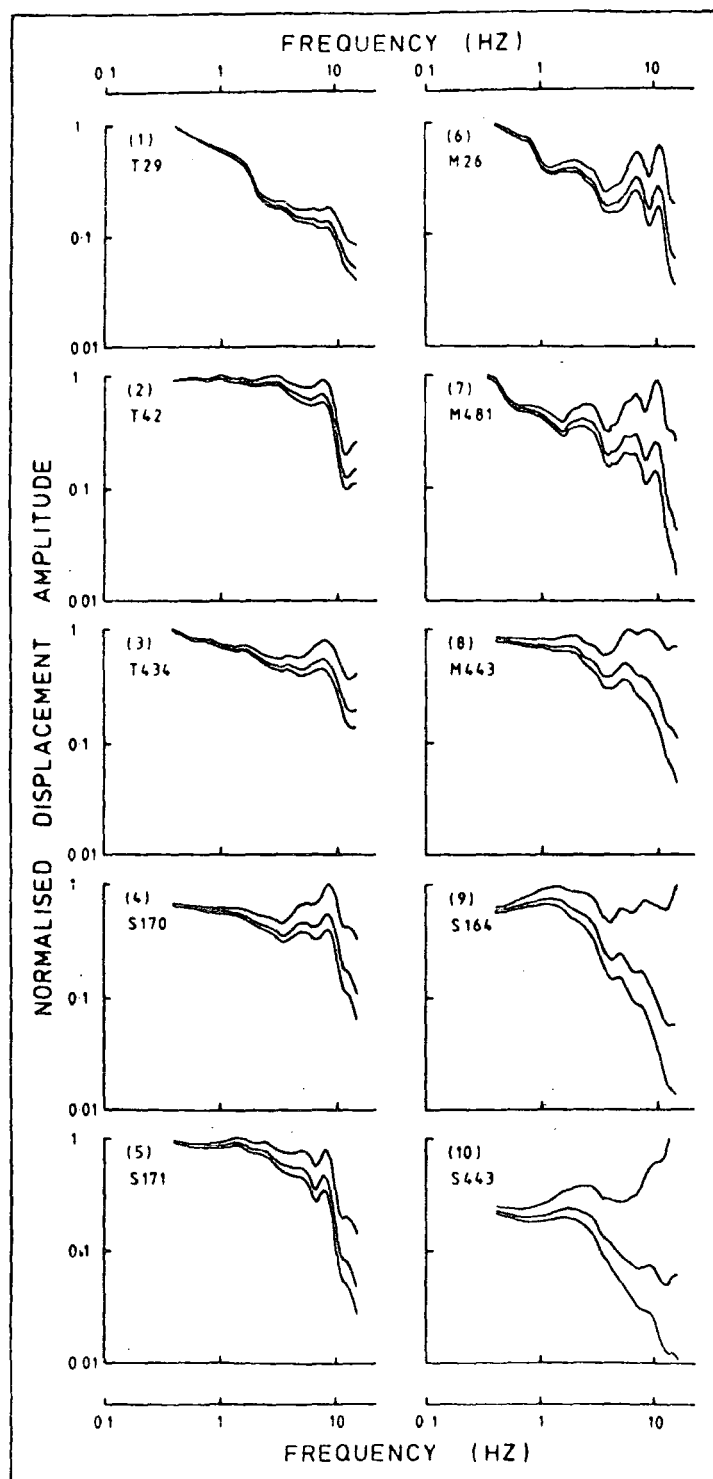 FREQUENCY (HZ)
0·1 1 10 0·1 1 10
NORMALISED DISPLACEMENT AMPLITUDE
1
0·1
0·01
(1)
T29
(6)
M26
1
0·1
0·01
(2)
T42
(7)
M481
1
0·1
0·01
(3)
T434
(8)
M443
1
0·1
0·01
(4)
S170
(9)
S164
1
0·1
0·01
(5)
S171
(10)
S443
0·1 1 10 0·1 1 10
FREQUENCY (HZ)